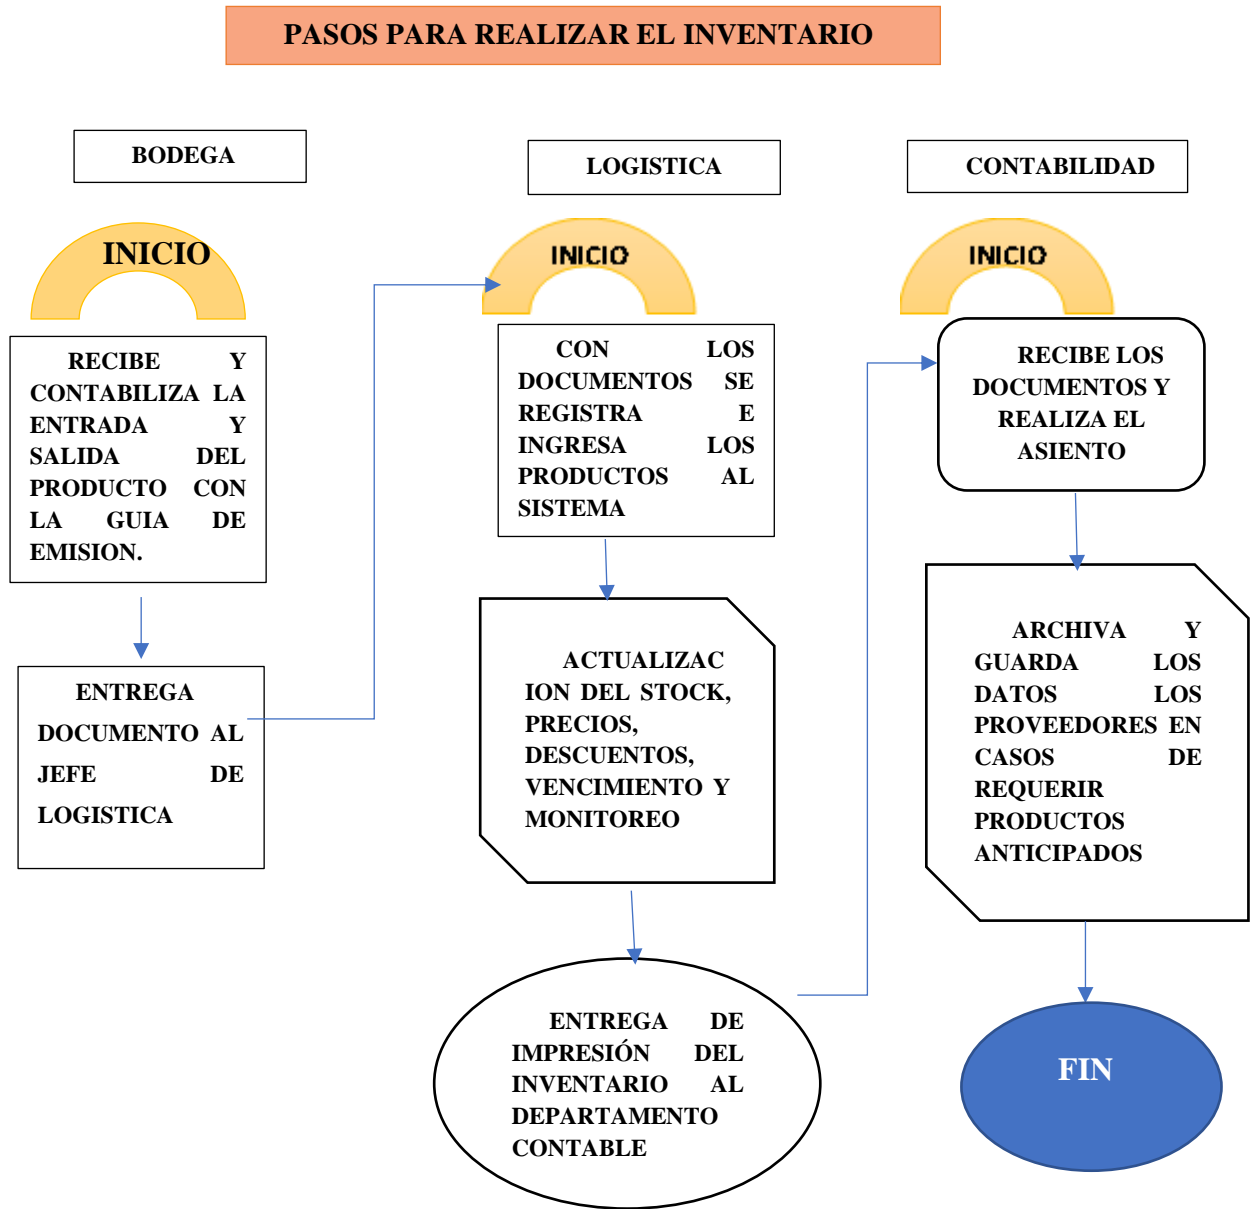 PASOS PARA REALIZAR EL INVENTARIO
BODEGA
INICIO
RECIBE Y
CONTABILIZA LA
ENTRADA Y
SALIDA DEL
PRODUCTO CON
LA GUIA DE
EMISION.
ENTREGA
DOCUMENTO AL
JEFE DE
LOGISTICA
LOGISTICA
INICIO
CON LOS
DOCUMENTOS SE
REGISTRA E
INGRESA LOS
PRODUCTOS AL
SISTEMA
ACTUALIZAC
ION DEL STOCK,
PRECIOS,
DESCUENTOS,
VENCIMIENTO Y
MONITOREO
ENTREGA DE
IMPRESIÓN DEL
INVENTARIO AL
DEPARTAMENTO
CONTABLE
CONTABILIDAD
INICIO
RECIBE LOS
DOCUMENTOS Y
REALIZA EL
ASIENTO
ARCHIVA Y
GUARDA LOS
DATOS LOS
PROVEEDORES EN
CASOS DE
REQUERIR
PRODUCTOS
ANTICIPADOS
FIN